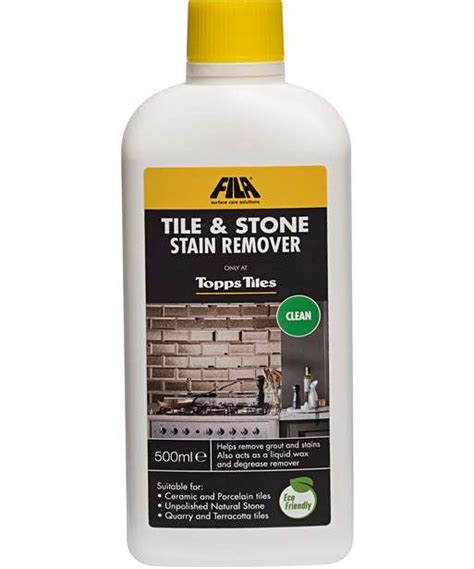 FILA
surface care solutions
TILE & STONE
STAIN REMOVER
ONLY AT
Topps Tiles
CLEAN
500ml e
Helps remove grout and stains
Also acts as a liquid wax
and degrease remover
Suitable for:
• Ceramic and Porcelain tiles
• Unpolished Natural Stone
• Quarry and Terracotta tiles
Eco
Friendly